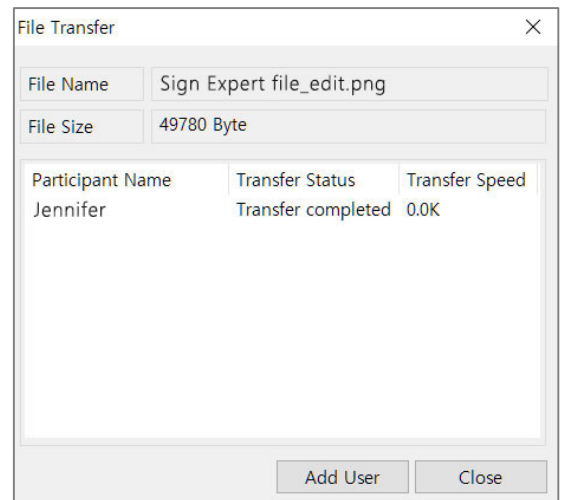 File Transfer
File Name Sign Expert file_edit.png
File Size 49780 Byte
Participant Name Transfer Status Transfer Speed
Jennifer Transfer completed 0.0K
Add User Close